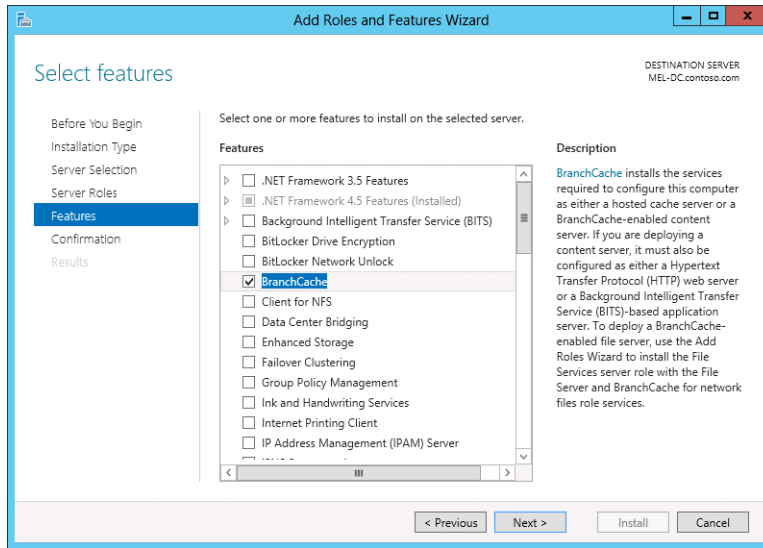 Add Roles and Features Wizard
Select features
DESTINATION SERVER
MEL-DC.contoso.com
Before You Begin
Installation Type
Server Selection
Server Roles
Features
Confirmation
Results
Select one or more features to install on the selected server.
Features
.NET Framework 3.5 Features
.NET Framework 4.5 Features (Installed)
Background Intelligent Transfer Service (BITS)
BitLocker Drive Encryption
BitLocker Network Unlock
BranchCache
Client for NFS
Data Center Bridging
Enhanced Storage
Failover Clustering
Group Policy Management
Ink and Handwriting Services
Internet Printing Client
IP Address Management (IPAM) Server
Description
BranchCache installs the services
required to configure this computer
as either a hosted cache server or a
BranchCache-enabled content
server. If you are deploying a
content server, it must also be
configured as either a Hypertext
Transfer Protocol (HTTP) web server
or a Background Intelligent Transfer
Service (BITS)-based application
server. To deploy a BranchCache-
enabled file server, use the Add
Roles Wizard to install the File
Services server role with the File
Server and BranchCache for network
files role services.
< Previous
Next >
Install
Cancel